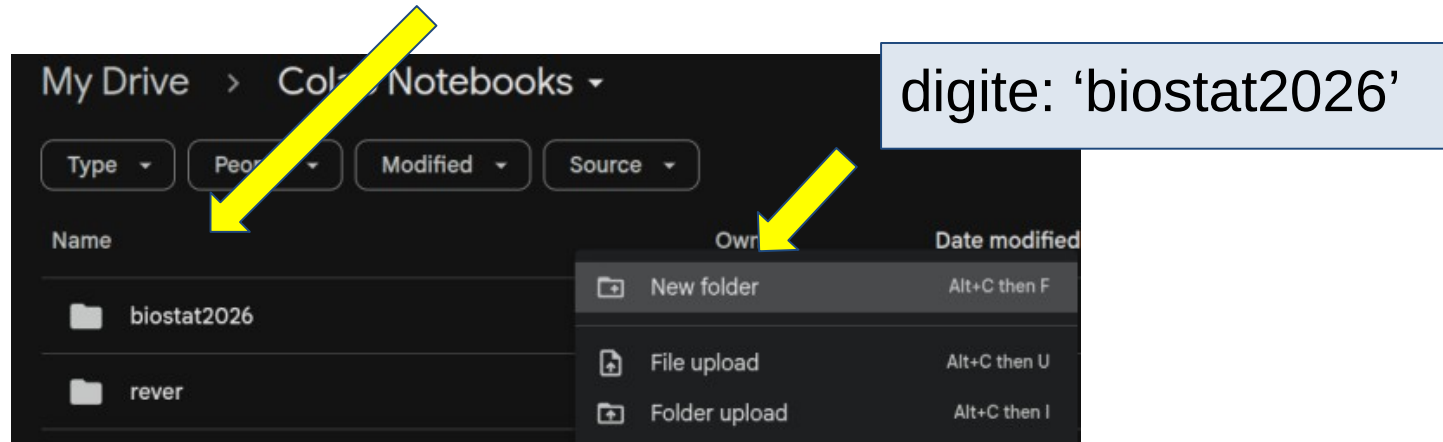 My Drive > Colab Notebooks
digite: ‘biostat2026’
Type
Modified
Source
Name
Date modified
New folder Alt+C then F
biostat2026
File upload Alt+C then U
rever
Folder upload Alt+C then I